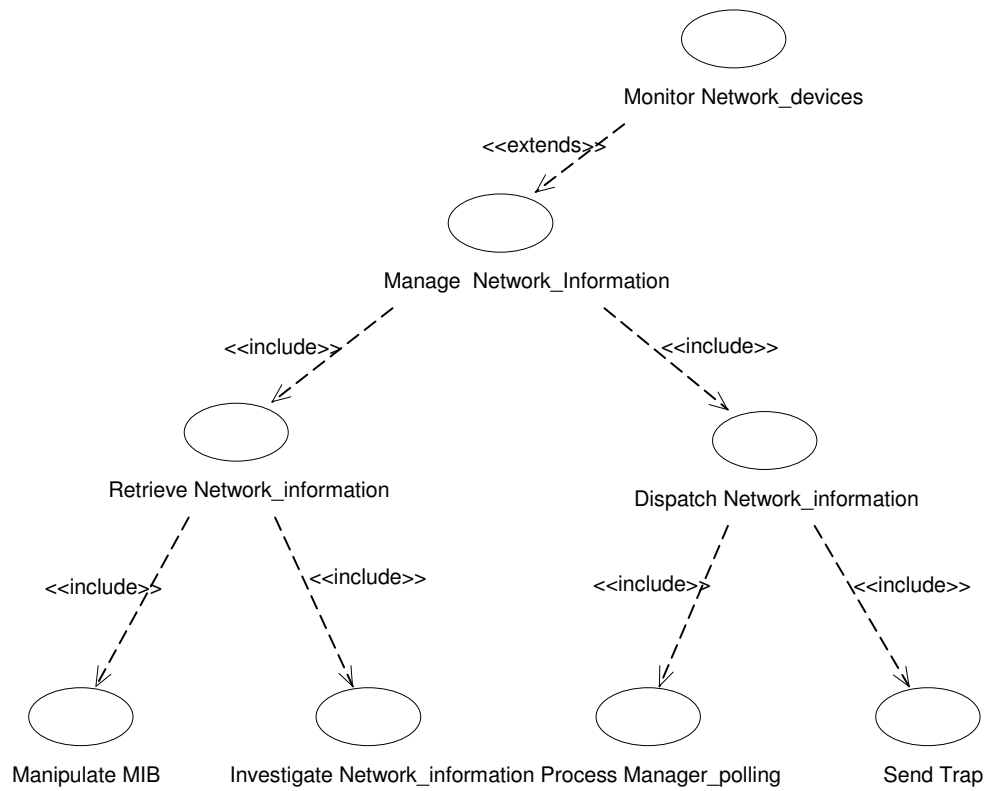 Monitor Network_devices
<<extends>>
Manage  Network_Information
<<include>>
<<include>>
Retrieve Network_information
Dispatch Network_information
<<include>>
<<include>>
<<include>>
<<include>>
Manipulate MIB
Investigate Network_information
Process Manager_polling
Send Trap